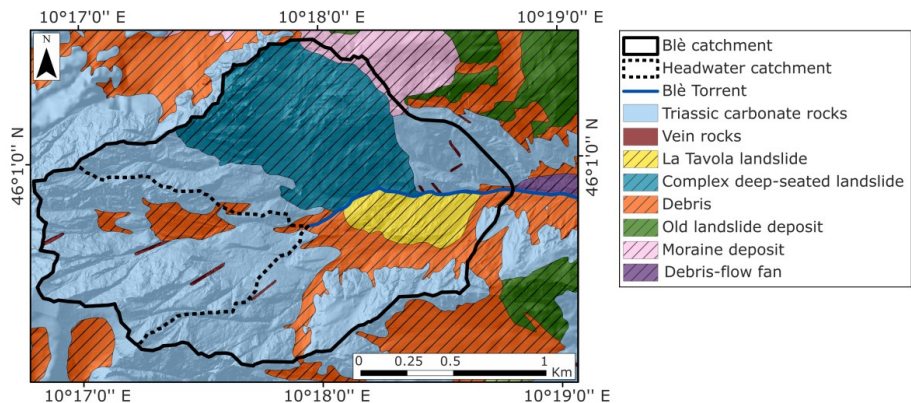 10°17'0'' E
10°18'0'' E
10°19'0'' E
N
46°1'0'' N
46°1'0'' N
0
0.25
0.5
1
Km
10°17'0'' E
10°18'0'' E
10°19'0'' E
Blè catchment
Headwater catchment
Blè Torrent
Triassic carbonate rocks
Vein rocks
La Tavola landslide
Complex deep-seated landslide
Debris
Old landslide deposit
Moraine deposit
Debris-flow fan